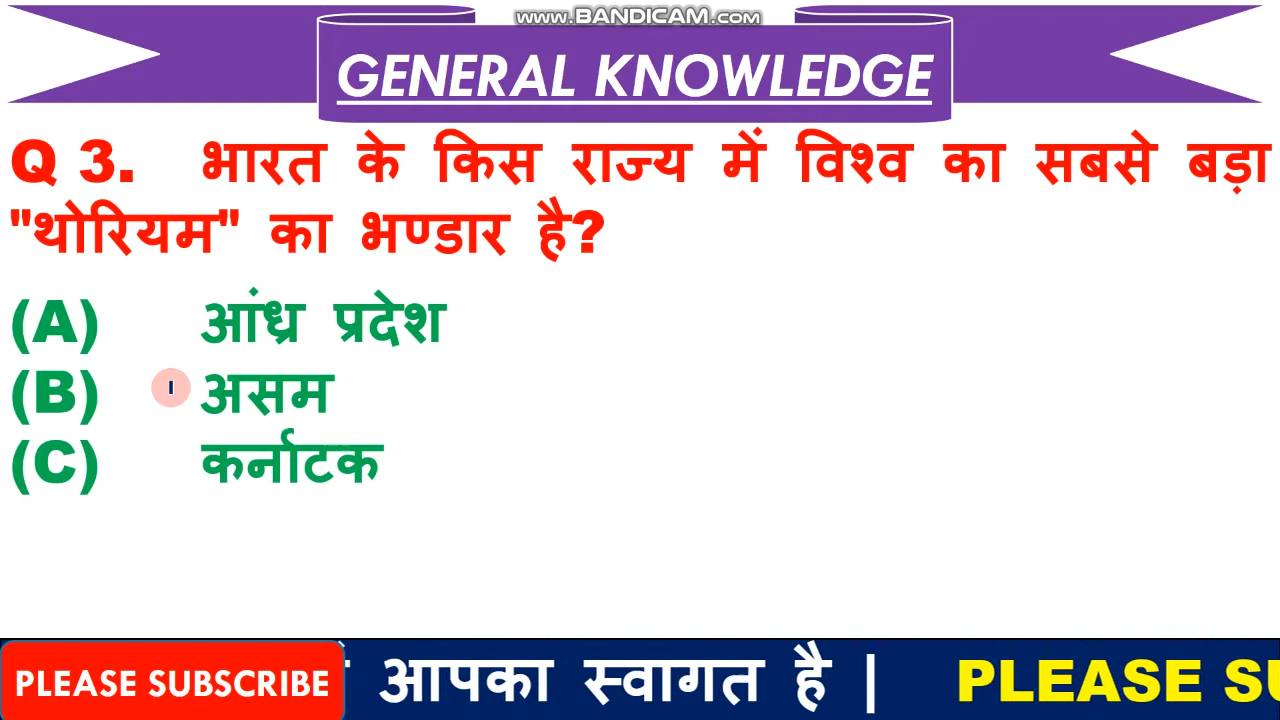 www.BANDICAM.com
GENERAL KNOWLEDGE
Q 3. भारत के किस राज्य में विश्व का सबसे बड़ा
"थोरियम" का भण्डार है?
(A) आंध्र प्रदेश
(B) असम
(C) कर्नाटक
PLEASE SUBSCRIBE
आपका स्वागत है | PLEASE